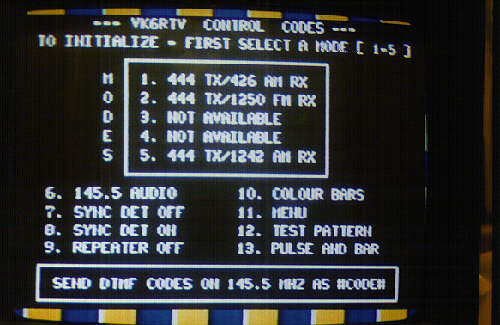 --- VK6RTV CONTROL CODES ---
TO INITIALIZE - FIRST SELECT A MODE [ 1-5 ]
M 1. 444 TX/426 AM RX
O 2. 444 TX/1250 FM RX
D 3. NOT AVAILABLE
E 4. NOT AVAILABLE
S 5. 444 TX/1242 AM RX
6. 145.5 AUDIO 10. COLOUR BARS
7. SYNC DET OFF 11. MENU
8. SYNC DET ON 12. TEST PATTERN
9. REPEATER OFF 13. PULSE AND BAR
SEND DTMF CODES ON 145.5 MHZ AS #CODE#